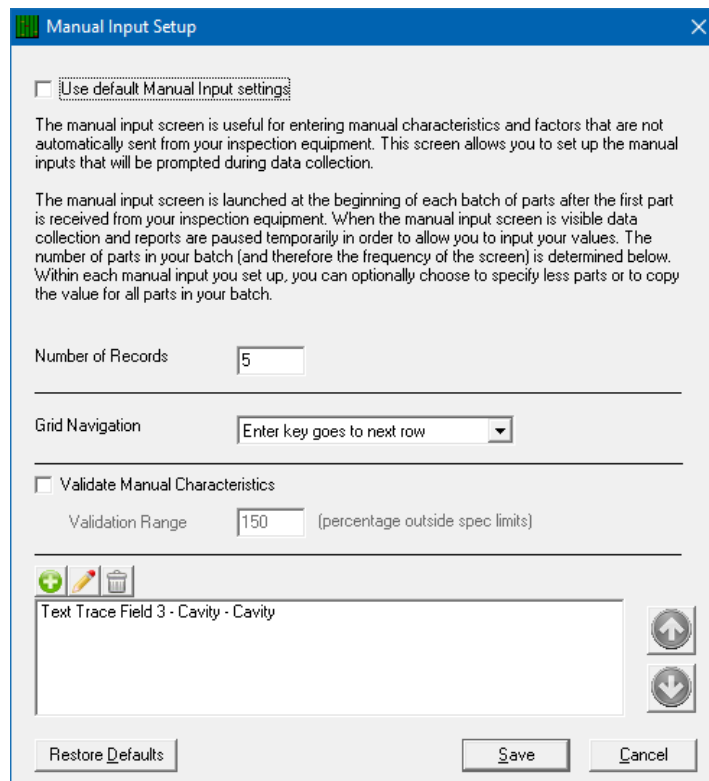 Manual Input Setup
Use default Manual Input settings
The manual input screen is useful for entering manual characteristics and factors that are not
automatically sent from your inspection equipment. This screen allows you to set up the manual
inputs that will be prompted during data collection.
The manual input screen is launched at the beginning of each batch of parts after the first part
is received from your inspection equipment. When the manual input screen is visible data
collection and reports are paused temporarily in order to allow you to input your values. The
number of parts in your batch (and therefore the frequency of the screen) is determined below.
Within each manual input you set up, you can optionally choose to specify less parts or to copy
the value for all parts in your batch.
Number of Records 5
Grid Navigation Enter key goes to next row
Validate Manual Characteristics
Validation Range 150 (percentage outside spec limits)
Text Trace Field 3 - Cavity - Cavity
Restore Defaults Save Cancel